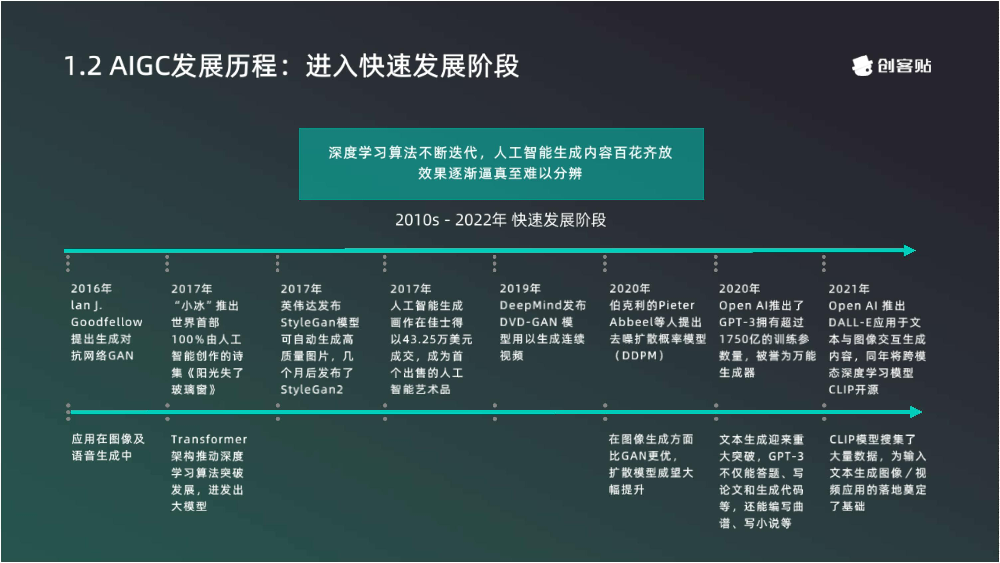 1.2 AIGC发展历程：进入快速发展阶段
创客贴
深度学习算法不断迭代，人工智能生成内容百花齐放
效果逐渐逼真至难以分辨
2010s - 2022年 快速发展阶段
2016年
lan J.
Goodfellow
提出生成对
抗网络GAN
2017年
“小冰”推出
世界首部
100%由人工
智能创作的诗
集《阳光失了
玻璃窗》
2017年
英伟达发布
StyleGan模型
可自动生成高
质量图片，几
个月后发布了
StyleGan2
2017年
人工智能生成
画作在佳士得
以43.25万美元
成交，成为首
个出售的人工
智能艺术品
2019年
DeepMind发布
DVD-GAN 模
型用以生成连续
视频
2020年
伯克利的Pieter
Abbeel等人提出
去噪扩散概率模型
（DDPM）
2020年
Open AI推出了
GPT-3拥有超过
1750亿的训练参
数量，被誉为万能
生成器
2021年
Open AI 推出
DALL-E应用于文
本与图像交互生成
内容，同年将跨模
态深度学习模型
CLIP开源
应用在图像及
语音生成中
Transformer
架构推动深度
学习算法突破
发展，进发出
大模型
在图像生成方面
比GAN更优，
扩散模型威望大
幅提升
文本生成迎来重
大突破，GPT-3
不仅能答题、写
论文和生成代码
等，还能编写曲
谱、写小说等
CLIP模型搜集了
大量数据，为输入
文本生成图像／视
频应用的落地奠定
了基础